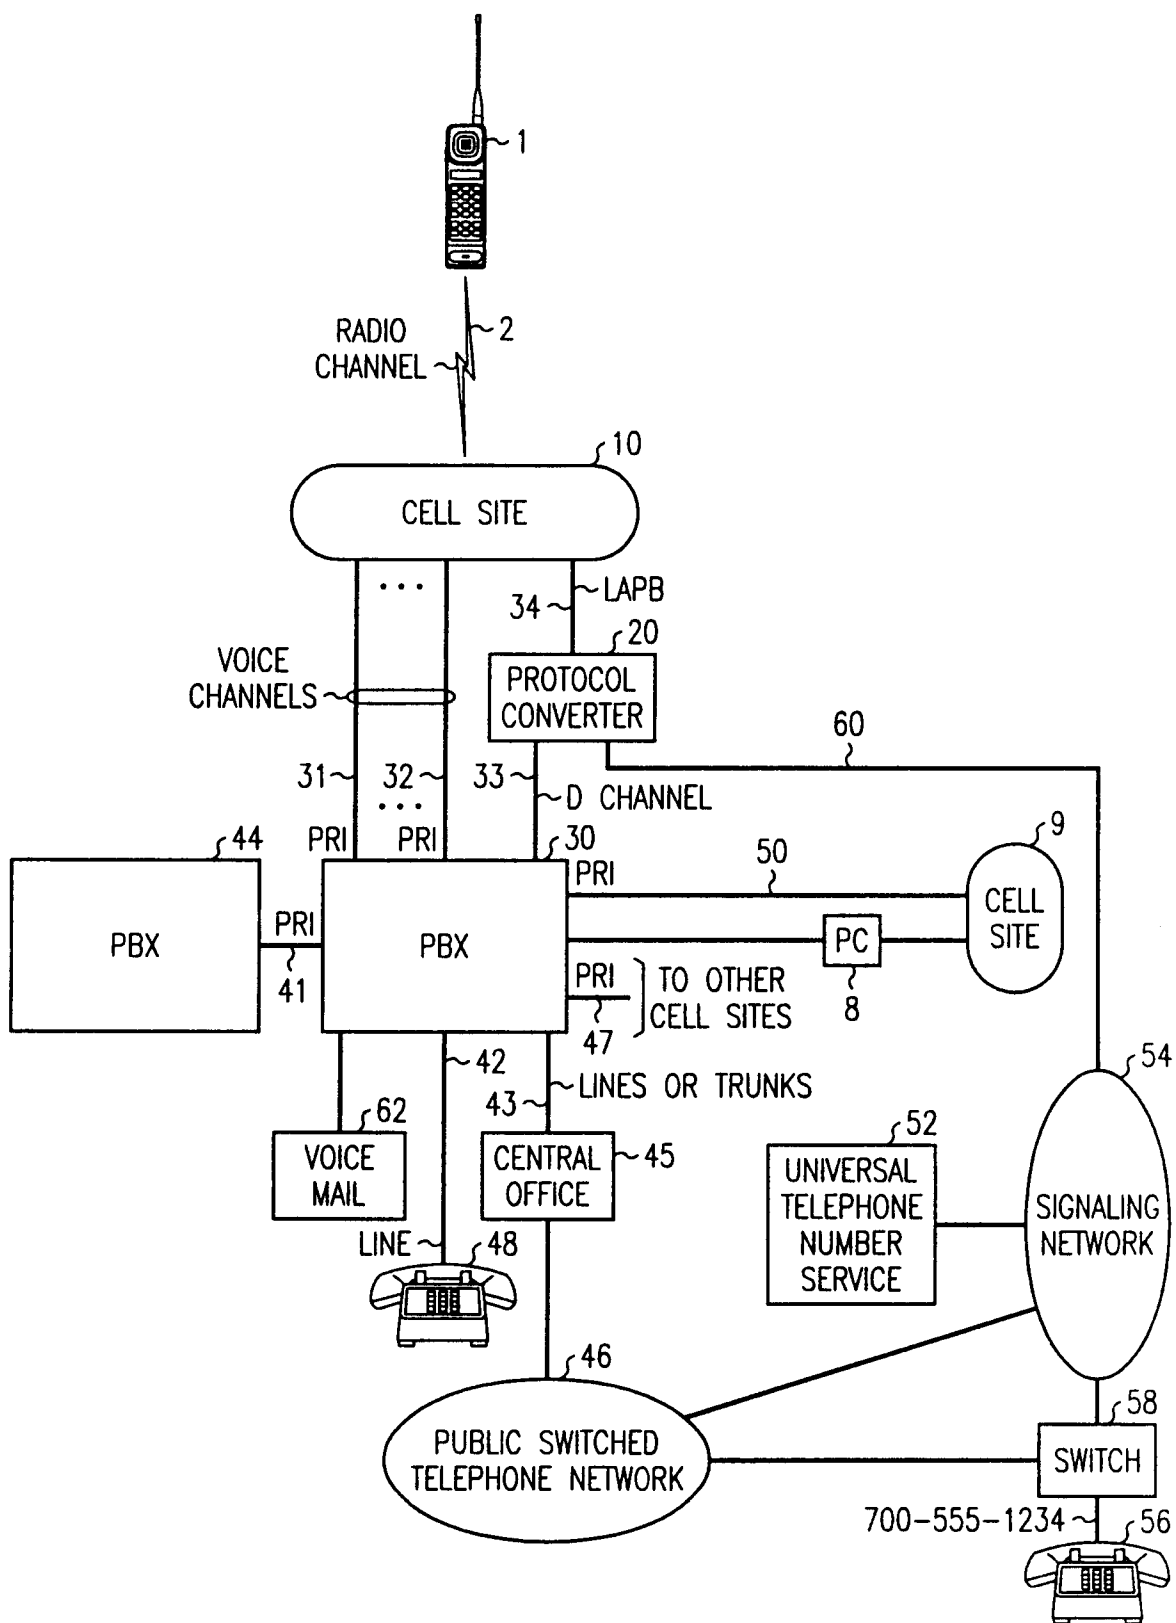 1
2
RADIO
CHANNEL
10
CELL SITE
...
LAPB
34
20
VOICE
CHANNELS
PROTOCOL
CONVERTER
60
31
32
33
...
D CHANNEL
PRI
PRI
30
44
PBX
PRI
41
PBX
PRI
50
9
CELL
SITE
PC
8
PRI
47
TO OTHER
CELL SITES
42
43
LINES OR TRUNKS
54
62
VOICE
MAIL
CENTRAL
OFFICE
45
52
UNIVERSAL
TELEPHONE
NUMBER
SERVICE
SIGNALING
NETWORK
LINE
48
46
PUBLIC SWITCHED
TELEPHONE NETWORK
58
SWITCH
700-555-1234
56